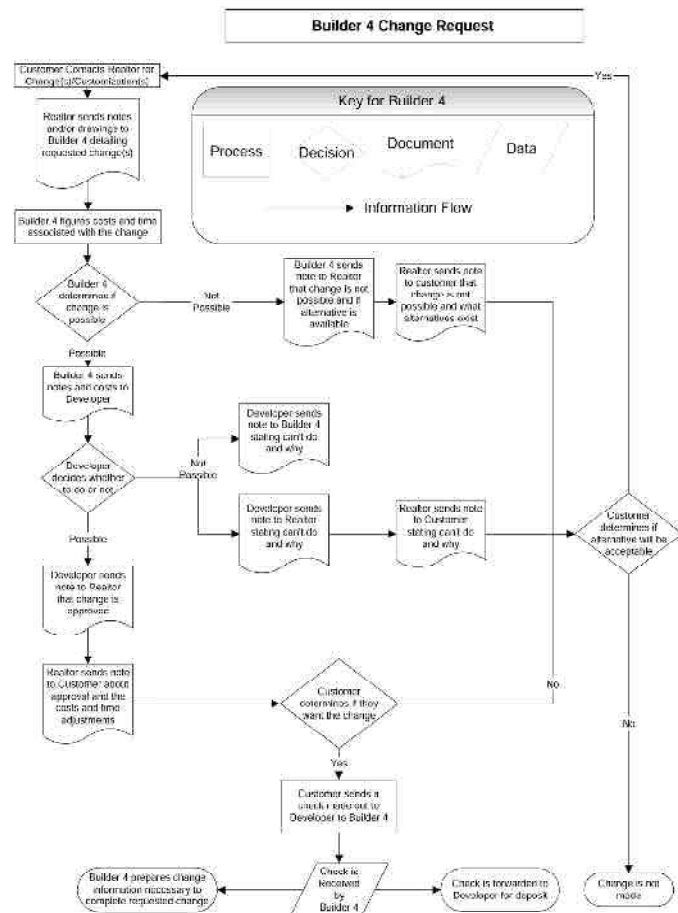 Builder 4 Change Request
Customer Contacts Realtor for
Change(s)/Customization(s)
Yes
Key for Builder 4
Process
Decision
Document
Data
Information Flow
Realtor sends notes
and/or drawings to
Builder 4 detailing
requested change(s)
Builder 4 figures costs and time
associated with the change
Builder 4
determines if
change is
possible
Not
Possible
Builder 4 sends
note to Realtor
that change is not
possible and if
alternative is
available
Realtor sends note
to customer that
change is not
possible and what
alternatives exist
Possible
Builder 4 sends
notes and costs to
Developer
Developer
decides whether
to do or not
Not
Possible
Developer sends
note to Builder 4
stating can't do
and why
Developer sends
note to Realtor
stating can't do
and why
Realtor sends note
to Customer
stating can't do
and why
Customer
determines if
alternative will be
acceptable
Possible
Developer sends
note to Realtor
that change is
approved
Realtor sends note
to Customer about
approval and the
costs and time
adjustments
Customer
determines if they
want the change
No
No
Yes
Customer sends a
check made out to
Developer to Builder 4
Builder 4 prepares change
information necessary to
complete requested change
Check is
Received
by
Builder 4
Check is forwarded to
Developer for deposit
Change is not
made